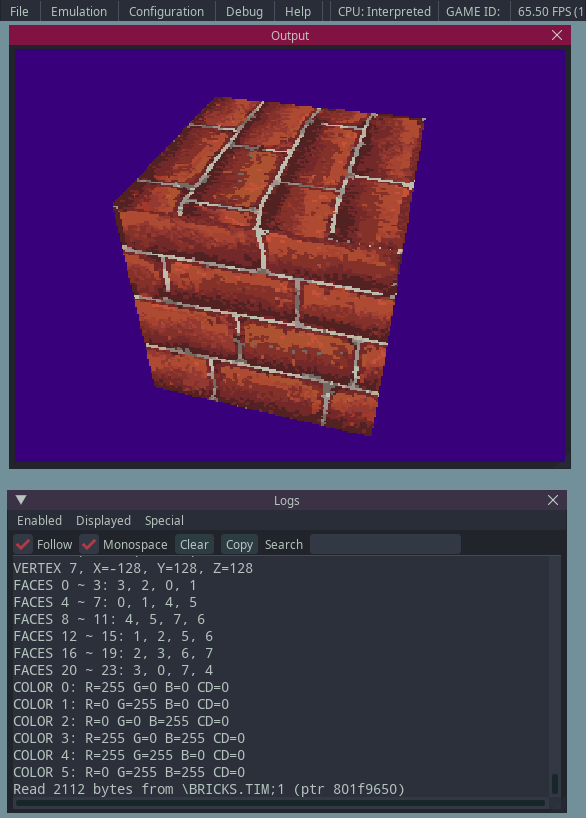 File Emulation Configuration Debug Help CPU: Interpreted GAME ID: 65.50 FPS (1
Output
Logs
Enabled Displayed Special
Follow Monospace Clear Copy Search
VERTEX 7, X=-128, Y=128, Z=128
FACES 0 ~ 3: 3, 2, 0, 1
FACES 4 ~ 7: 0, 1, 4, 5
FACES 8 ~ 11: 4, 5, 7, 6
FACES 12 ~ 15: 1, 2, 5, 6
FACES 16 ~ 19: 2, 3, 6, 7
FACES 20 ~ 23: 3, 0, 7, 4
COLOR 0: R=255 G=0 B=0 CD=0
COLOR 1: R=0 G=255 B=0 CD=0
COLOR 2: R=0 G=0 B=255 CD=0
COLOR 3: R=255 G=0 B=255 CD=0
COLOR 4: R=255 G=255 B=0 CD=0
COLOR 5: R=0 G=255 B=255 CD=0
Read 2112 bytes from \BRICKS.TIM;1 (ptr 801f9650)